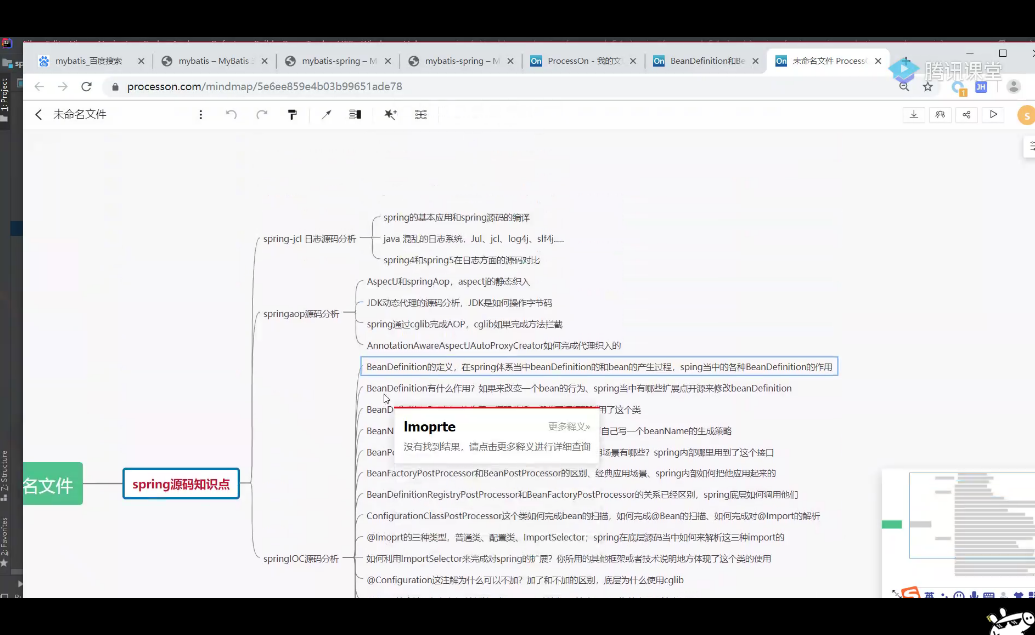 mybatis_百度搜索
mybatis – MyBatis
mybatis-spring – M
mybatis-spring – M
ProcessOn - 我的文
BeanDefinition和B
未命名文件 Process
腾讯课堂
processon.com/mindmap/5e6ee859e4b03b99651ade78
JH
未命名文件
S
1: Project
spring的基本应用和spring源码的编译
spring-jcl 日志源码分析
java 混乱的日志系统、Jul、jcl、log4j、slf4j......
spring4和spring5在日志方面的源码对比
AspecIJ和springAop，aspectj的静态织入
JDK动态代理的源码分析，JDK是如何操作字节码
springaop源码分析
spring通过cglib完成AOP，cglib如果完成方法拦截
AnnotationAwareAspectJAutoProxyCreator如何完成代理织入的
BeanDefinition的定义，在spring体系当中beanDefinition的和bean的产生过程，sping当中的各种BeanDefinition的作用
BeanDefinition有什么作用？如果来改变一个bean的行为、spring当中有哪些扩展点开源来修改beanDefinition
BeanD
用了这个类
Imoprte
更多释义»
没有找到结果，请点击更多释义进行详细查询
BeanN
自己写一个beanName的生成策略
BeanP
场景有哪些？spring内部哪里用到了这个接口
BeanFactoryPostProcessor和BeanPostProcessor的区别、经典应用场景、spring内部如何把他应用起来的
名文件
spring源码知识点
BeanDefinitionRegistryPostProcessor和BeanFactoryPostProcessor的关系已经区别，spring底层如何调用他们
ConfigurationClassPostProcessor这个类如何完成bean的扫描，如何完成@Bean的扫描、如何完成对@Import的解析
@Imoprt的三种类型，普通类、配置类、ImportSelector；spring在底层源码当中如何来解析这三种import的
springIOC源码分析
如何利用ImportSelector来完成对spring的扩展？你所用的其他框架或者技术说明地方体现了这个类的使用
@Configuration这注解为什么可以不加？加了和不加的区别，底层为什么使用cglib
Z: Structure
2: Favorites
英